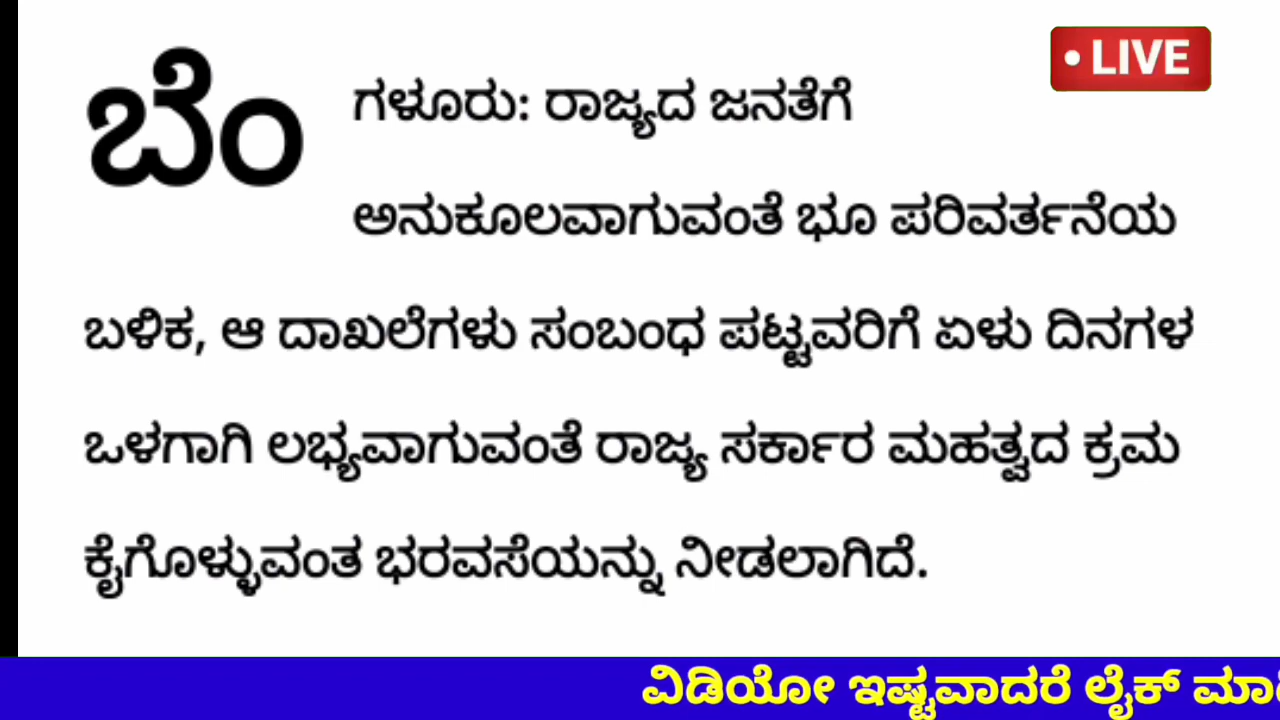 • LIVE
ಬೆಂಗಳೂರು: ರಾಜ್ಯದ ಜನತೆಗೆ
ಅನುಕೂಲವಾಗುವಂತೆ ಭೂ ಪರಿವರ್ತನೆಯ
ಬಳಿಕ, ಆ ದಾಖಲೆಗಳು ಸಂಬಂಧ ಪಟ್ಟವರಿಗೆ ಏಳು ದಿನಗಳ
ಒಳಗಾಗಿ ಲಭ್ಯವಾಗುವಂತೆ ರಾಜ್ಯ ಸರ್ಕಾರ ಮಹತ್ವದ ಕ್ರಮ
ಕೈಗೊಳ್ಳುವಂತ ಭರವಸೆಯನ್ನು ನೀಡಲಾಗಿದೆ.
ವಿಡಿಯೋ ಇಷ್ಟವಾದರೆ ಲೈಕ್